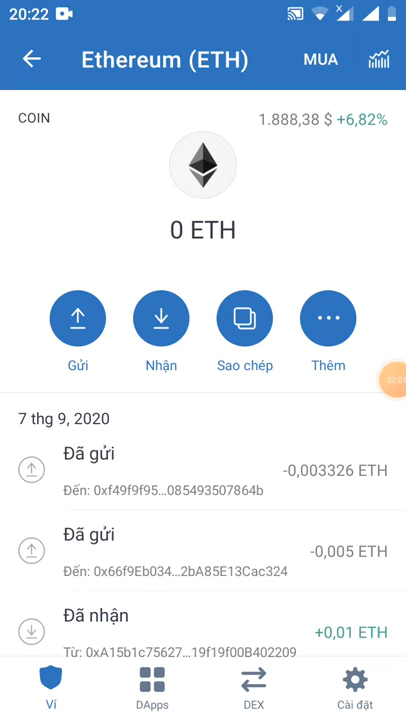 20:22
Ethereum (ETH)
MUA
COIN
1.888,38 $ +6,82%
0 ETH
Gửi
Nhận
Sao chép
Thêm
02:01
7 thg 9, 2020
Đã gửi
-0,003326 ETH
Đến: 0xf49f9f95...085493507864b
Đã gửi
-0,005 ETH
Đến: 0x66f9Eb034...2bA85E13Cac324
Đã nhận
+0,01 ETH
Từ: 0xA15b1c75627...19f19f00B402209
Ví
DApps
DEX
Cài đặt